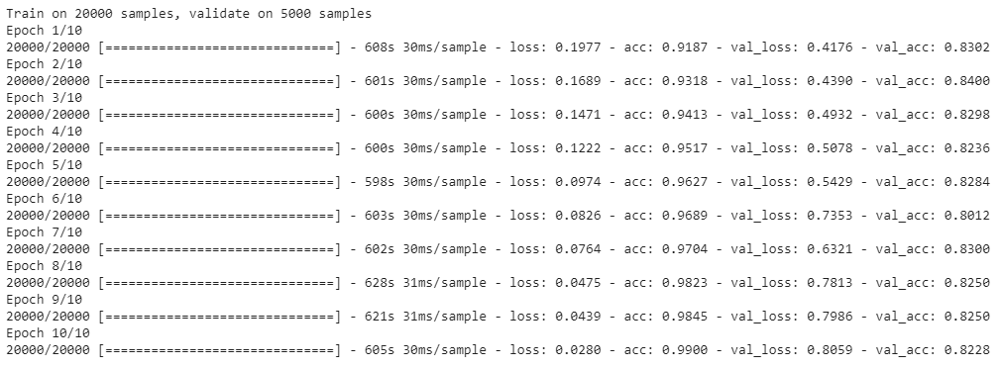 Train on 20000 samples, validate on 5000 samples
Epoch 1/10
20000/20000 [==============================] - 608s 30ms/sample - loss: 0.1977 - acc: 0.9187 - val_loss: 0.4176 - val_acc: 0.8302
Epoch 2/10
20000/20000 [==============================] - 601s 30ms/sample - loss: 0.1689 - acc: 0.9318 - val_loss: 0.4390 - val_acc: 0.8400
Epoch 3/10
20000/20000 [==============================] - 600s 30ms/sample - loss: 0.1471 - acc: 0.9413 - val_loss: 0.4932 - val_acc: 0.8298
Epoch 4/10
20000/20000 [==============================] - 600s 30ms/sample - loss: 0.1222 - acc: 0.9517 - val_loss: 0.5078 - val_acc: 0.8236
Epoch 5/10
20000/20000 [==============================] - 598s 30ms/sample - loss: 0.0974 - acc: 0.9627 - val_loss: 0.5429 - val_acc: 0.8284
Epoch 6/10
20000/20000 [==============================] - 603s 30ms/sample - loss: 0.0826 - acc: 0.9689 - val_loss: 0.7353 - val_acc: 0.8012
Epoch 7/10
20000/20000 [==============================] - 602s 30ms/sample - loss: 0.0764 - acc: 0.9704 - val_loss: 0.6321 - val_acc: 0.8300
Epoch 8/10
20000/20000 [==============================] - 628s 31ms/sample - loss: 0.0475 - acc: 0.9823 - val_loss: 0.7813 - val_acc: 0.8250
Epoch 9/10
20000/20000 [==============================] - 621s 31ms/sample - loss: 0.0439 - acc: 0.9845 - val_loss: 0.7986 - val_acc: 0.8250
Epoch 10/10
20000/20000 [==============================] - 605s 30ms/sample - loss: 0.0280 - acc: 0.9900 - val_loss: 0.8059 - val_acc: 0.8228